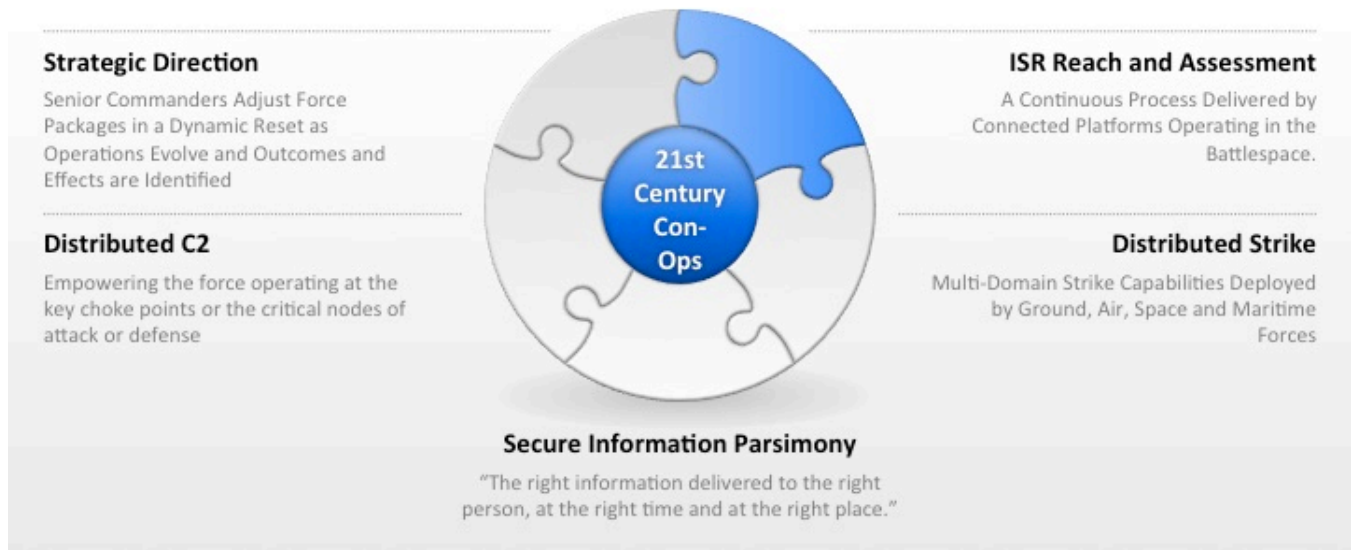 Strategic Direction
Senior Commanders Adjust Force
Packages in a Dynamic Reset as
Operations Evolve and Outcomes and
Effects are Identified
Distributed C2
Empowering the force operating at the
key choke points or the critical nodes of
attack or defense
21st
Century
Con-
Ops
ISR Reach and Assessment
A Continuous Process Delivered by
Connected Platforms Operating in the
Battlespace.
Distributed Strike
Multi-Domain Strike Capabilities Deployed
by Ground, Air, Space and Maritime
Forces
Secure Information Parsimony
“The right information delivered to the right
person, at the right time and at the right place.”